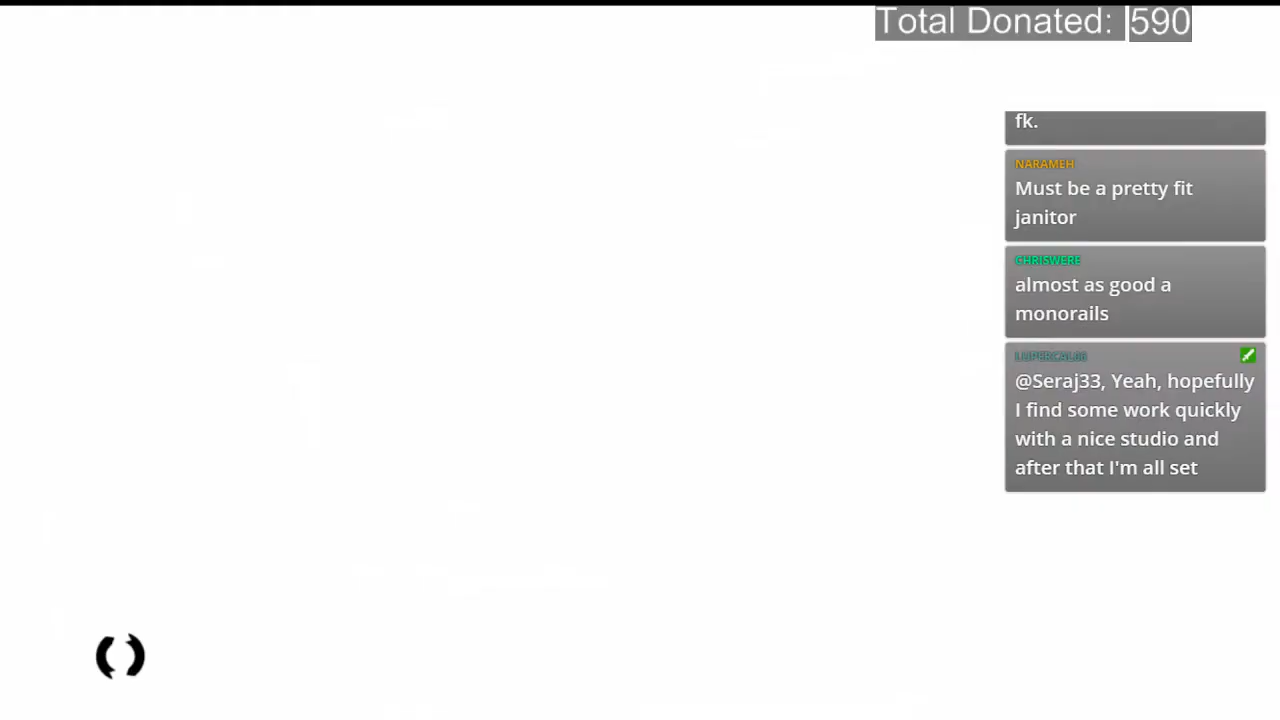 Total Donated: 590
fk.
NARAMEH
Must be a pretty fit
janitor
CHRISWERE
almost as good a
monorails
LUPERCAL08
@Seraj33, Yeah, hopefully
I find some work quickly
with a nice studio and
after that I'm all set